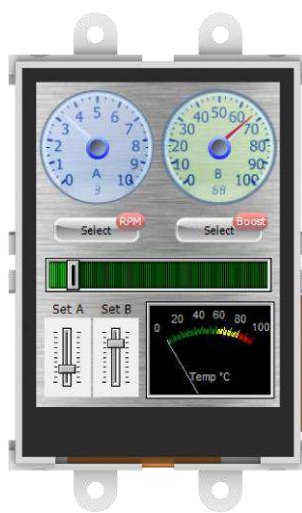 0 1 2 3 4 5 6 7 8 9 10
A
3
0 10 20 30 40 50 60 70 80 90 100
B
68
Select RPM
Select Boost
Set A Set B
0 20 40 60 80 100
Temp °C